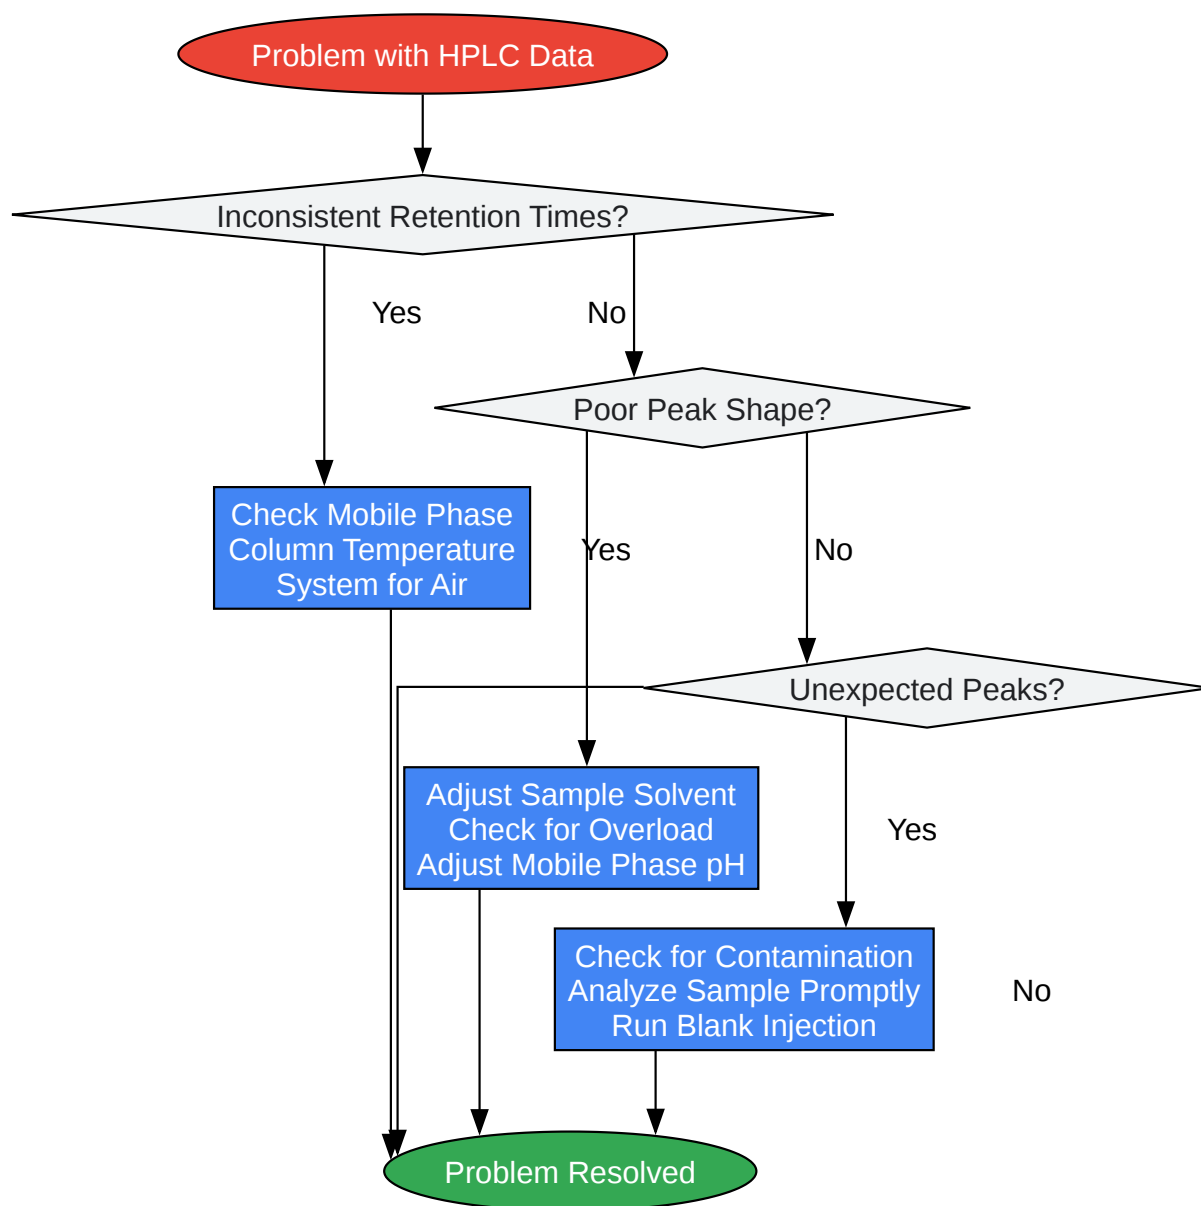 Problem with HPLC Data
Inconsistent Retention Times?
Yes
No
Poor Peak Shape?
Check Mobile Phase
Column Temperature
System for Air
Yes
No
Unexpected Peaks?
Adjust Sample Solvent
Check for Overload
Adjust Mobile Phase pH
Yes
Check for Contamination
Analyze Sample Promptly
Run Blank Injection
No
Problem Resolved